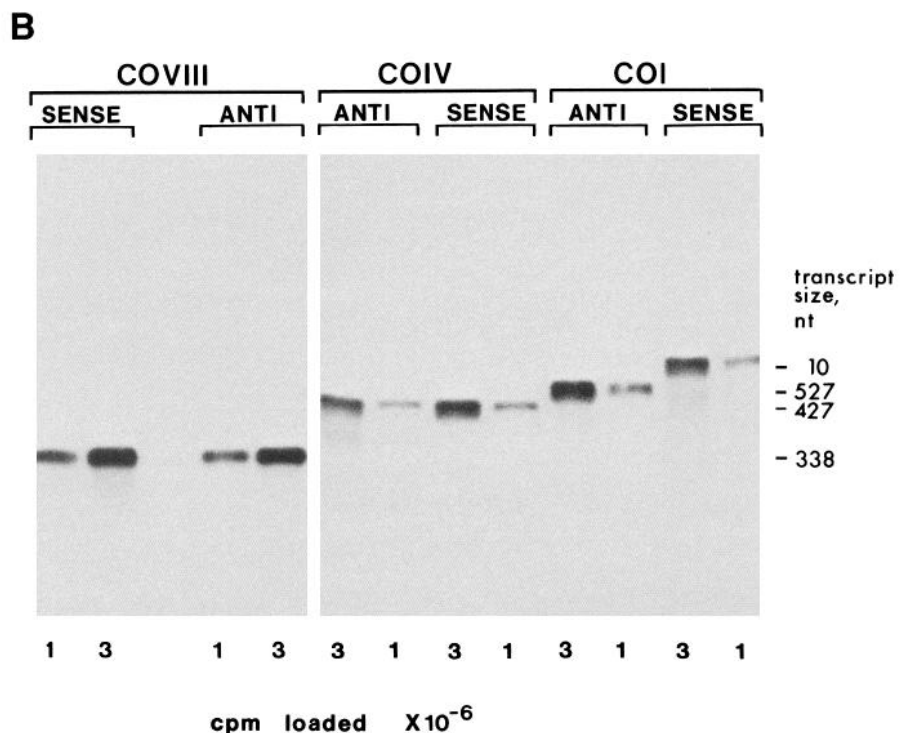 B
COVIII COIV COI
SENSE ANTI ANTI SENSE ANTI SENSE
transcript
size,
nt
- 10
- 527
- 427
- 338
1 3 1 3 3 1 3 1 3 1 3 1
cpm loaded X10-6